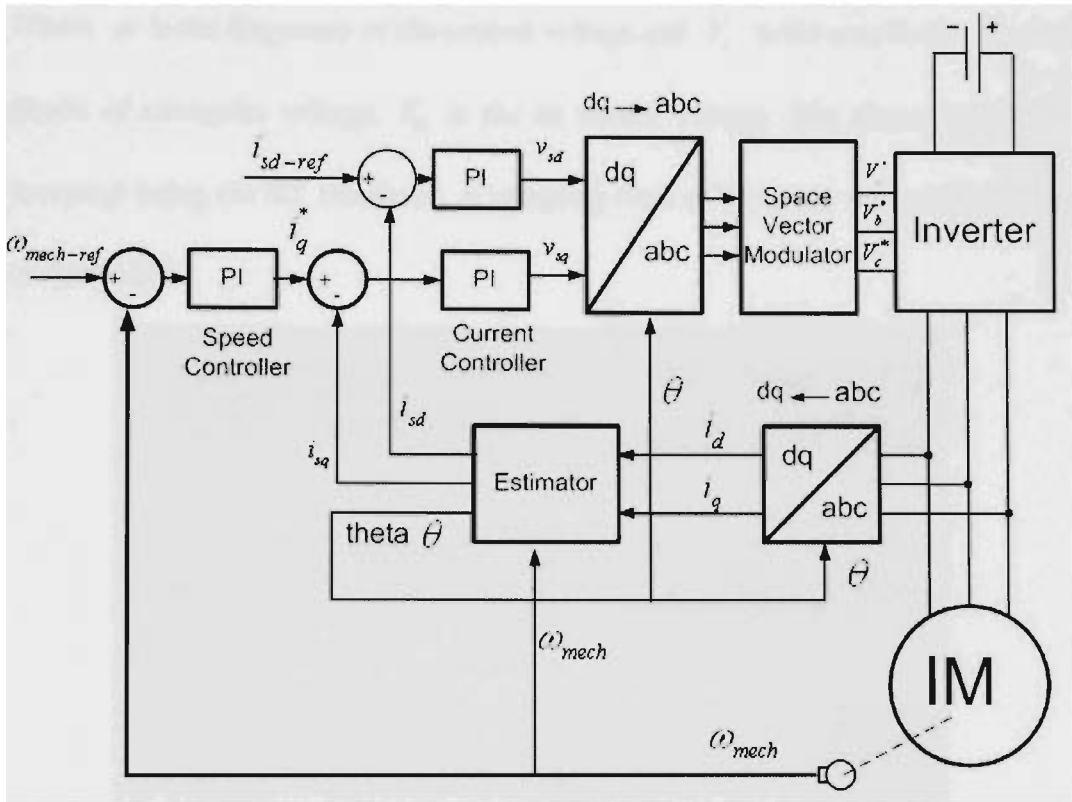 - +
dq → abc
i_sd-ref
+
-
PI
v_sd
dq
abc
Space
Vector
Modulator
V*
V_b*
V_c*
Inverter
ω_mech-ref
+
-
PI
i_q*
+
-
PI
v_sq
Speed
Controller
Current
Controller
θ
dq ← abc
i_sd
i_sq
Estimator
I_d
I_q
dq
abc
theta θ
θ
ω_mech
IM
ω_mech